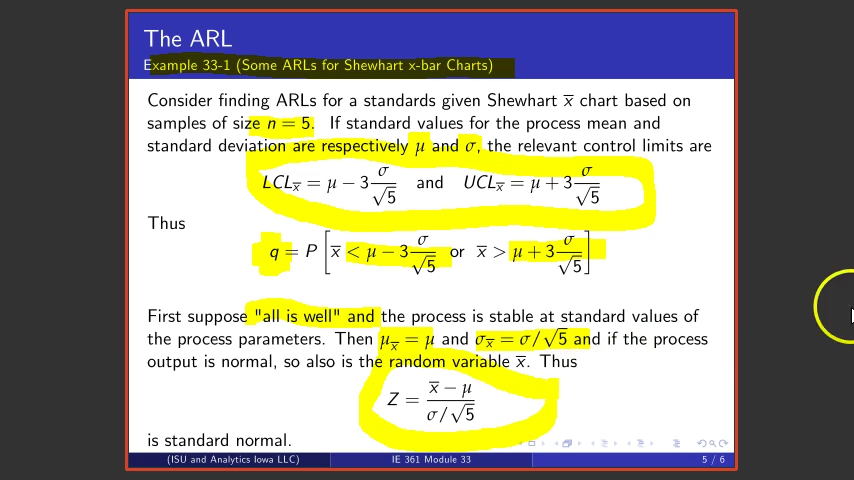 The ARL
Example 33-1 (Some ARLs for Shewhart x-bar Charts)
Consider finding ARLs for a standards given Shewhart x̅ chart based on
samples of size n = 5. If standard values for the process mean and
standard deviation are respectively μ and σ, the relevant control limits are
LCL_x̅ = μ − 3 σ/√5 and UCL_x̅ = μ + 3 σ/√5
Thus
q = P [ x̅ < μ − 3 σ/√5 or x̅ > μ + 3 σ/√5 ]
First suppose "all is well" and the process is stable at standard values of
the process parameters. Then μ_x̅ = μ and σ_x̅ = σ/√5 and if the process
output is normal, so also is the random variable x̅. Thus
Z = (x̅ − μ)/(σ/√5)
is standard normal.
(ISU and Analytics Iowa LLC) IE 361 Module 33 5 / 6